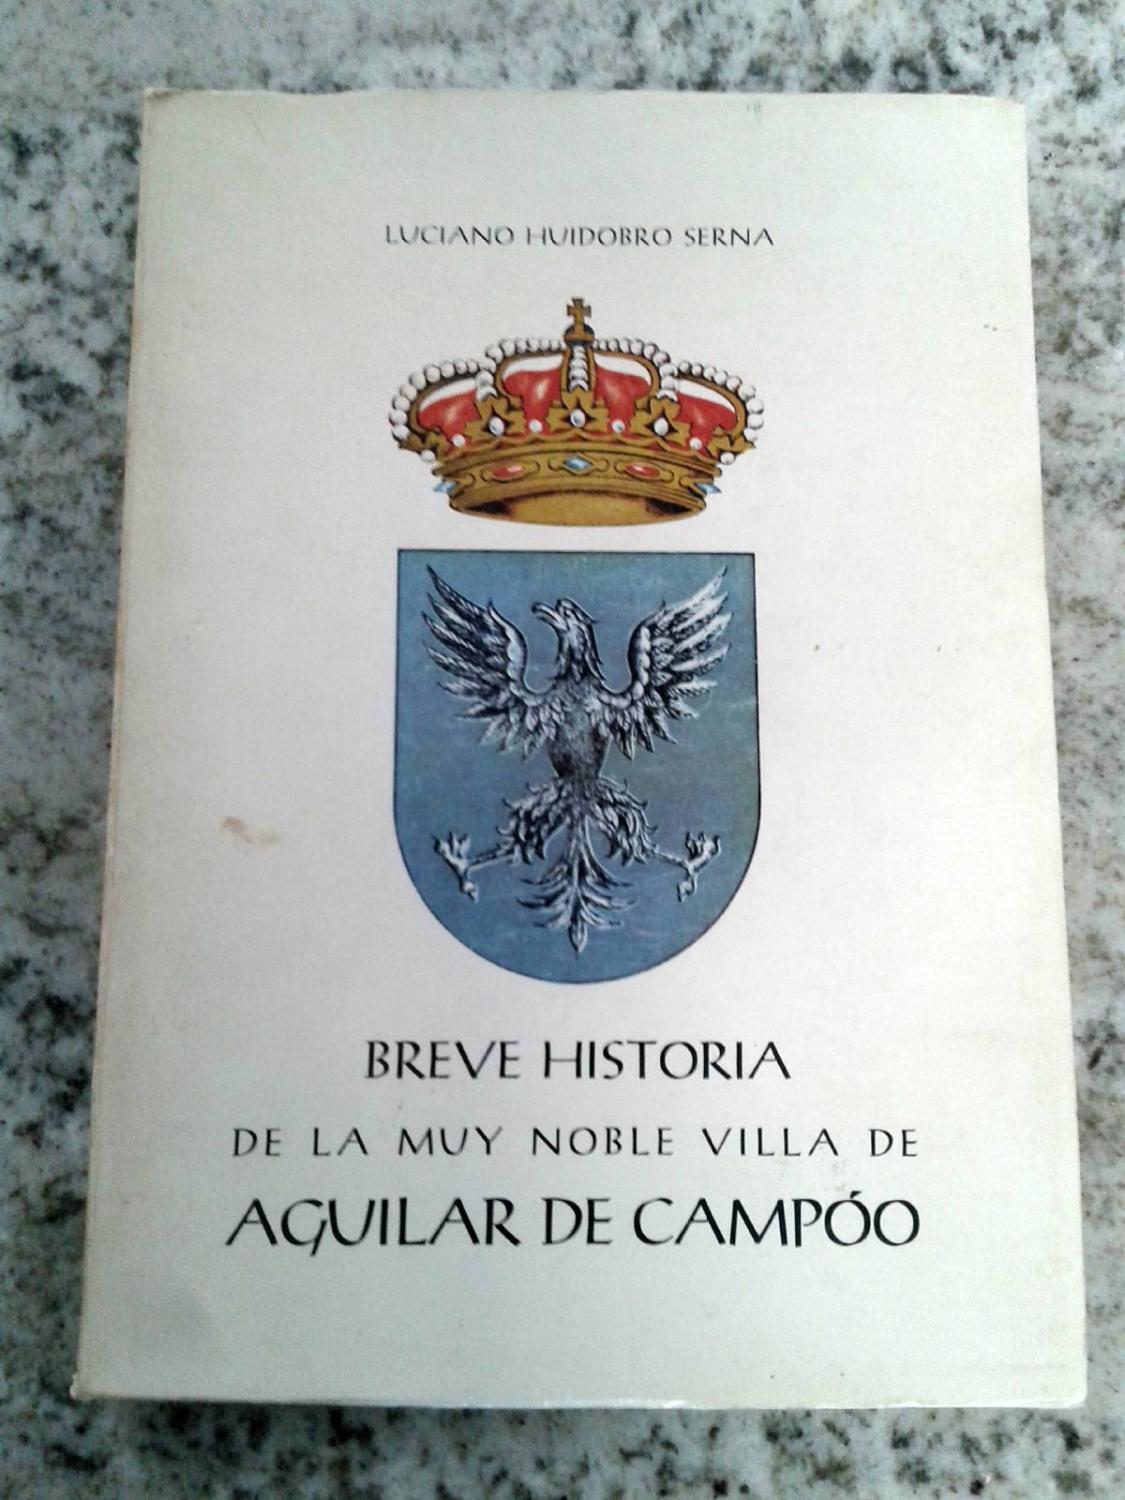 LUCIANO HUIDOBRO SERNA
BREVE HISTORIA
DE LA MUY NOBLE VILLA DE
AGUILAR DE CAMPÓO